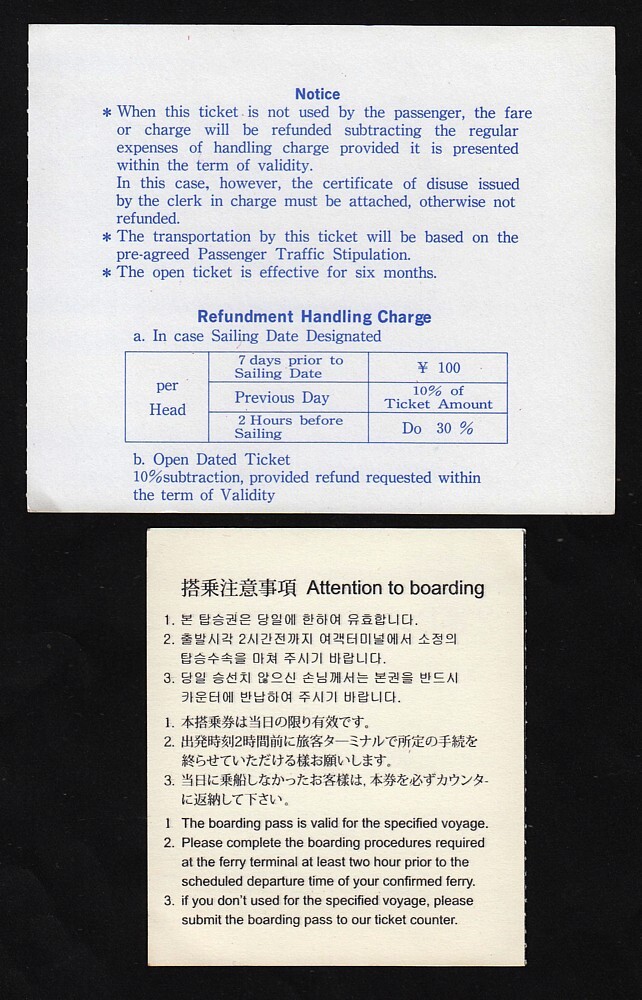 Notice
* When this ticket is not used by the passenger, the fare
or charge will be refunded subtracting the regular
expenses of handling charge provided it is presented
within the term of validity.
In this case, however, the certificate of disuse issued
by the clerk in charge must be attached, otherwise not
refunded.
* The transportation by this ticket will be based on the
pre-agreed Passenger Traffic Stipulation.
* The open ticket is effective for six months.
Refundment Handling Charge
a. In case Sailing Date Designated
per
Head
7 days prior to
Sailing Date
¥ 100
Previous Day
10% of
Ticket Amount
2 Hours before
Sailing
Do 30 %
b. Open Dated Ticket
10%subtraction, provided refund requested within
the term of Validity
搭乘注意事項 Attention to boarding
1. 본 탑승권은 당일에 한하여 유효합니다.
2. 출발시각 2시간전까지 여객터미널에서 소정의
탑승수속을 마쳐 주시기 바랍니다.
3. 당일 승선치 않으신 손님께서는 본권을 반드시
카운터에 반납하여 주시기 바랍니다.
1. 本搭乗券は当日の限り有効です。
2. 出発時刻2時間前に旅客ターミナルで所定の手続を
終らせていただける様お願いします。
3. 当日に乗船しなかったお客様は, 本券を必ずカウンタ-
に返納して下さい。
1 The boarding pass is valid for the specified voyage.
2. Please complete the boarding procedures required
at the ferry terminal at least two hour prior to the
scheduled departure time of your confirmed ferry.
3. if you don't used for the specified voyage, please
submit the boarding pass to our ticket counter.